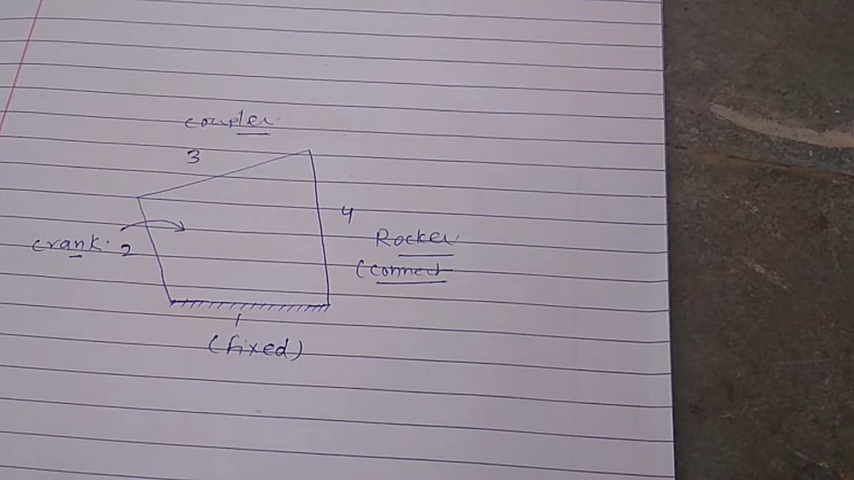 coupler
3
4
crank. 2
Rocker
(connect
1
(fixed)